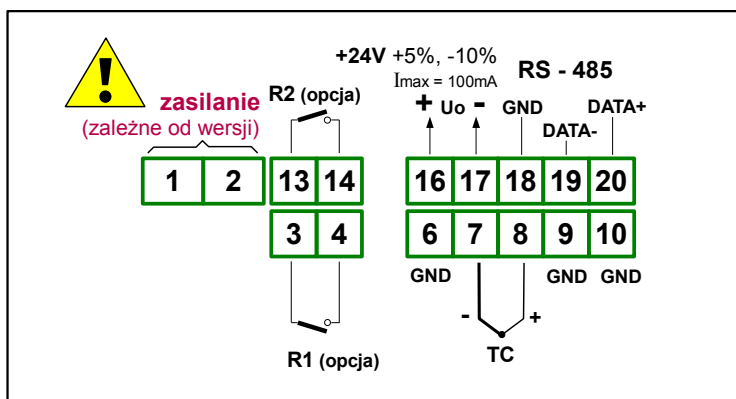 +24V +5%, -10%
Imax = 100mA
RS - 485
zasilanie
(zależne od wersji)
R2 (opcja)
+ Uo - GND DATA+
DATA-
1 2 13 14 16 17 18 19 20
3 4 6 7 8 9 10
GND GND GND
- +
TC
R1 (opcja)